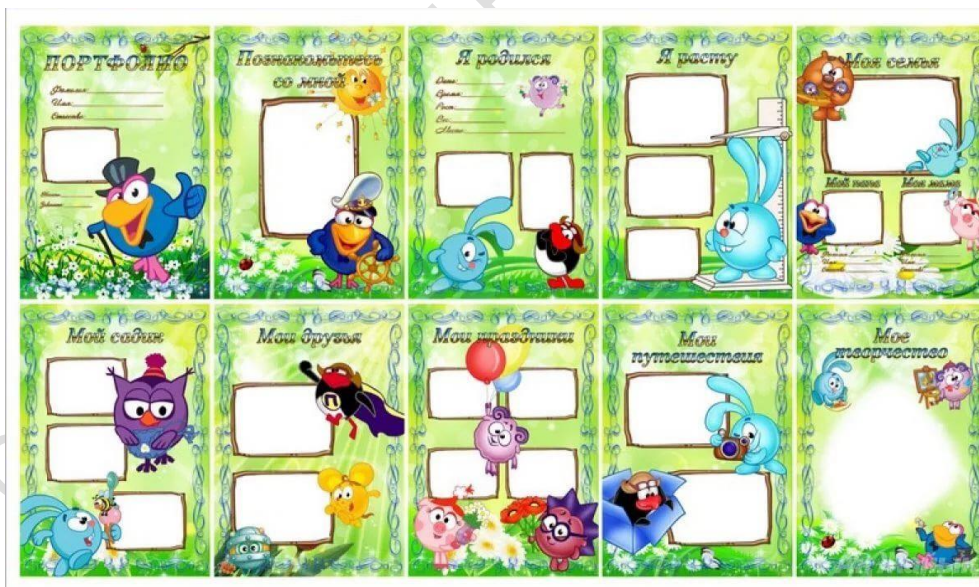 ПОРТФОЛИО
Фамилия
Имя
Отчество
Познакомьтесь
со мной
Я родился
Дата
Время
Рост
Вес
Место
Я расту
Моя семья
Мой папа
Моя мама
Мой садик
Мои друзья
Мои праздники
Мои
путешествия
Мое
творчество